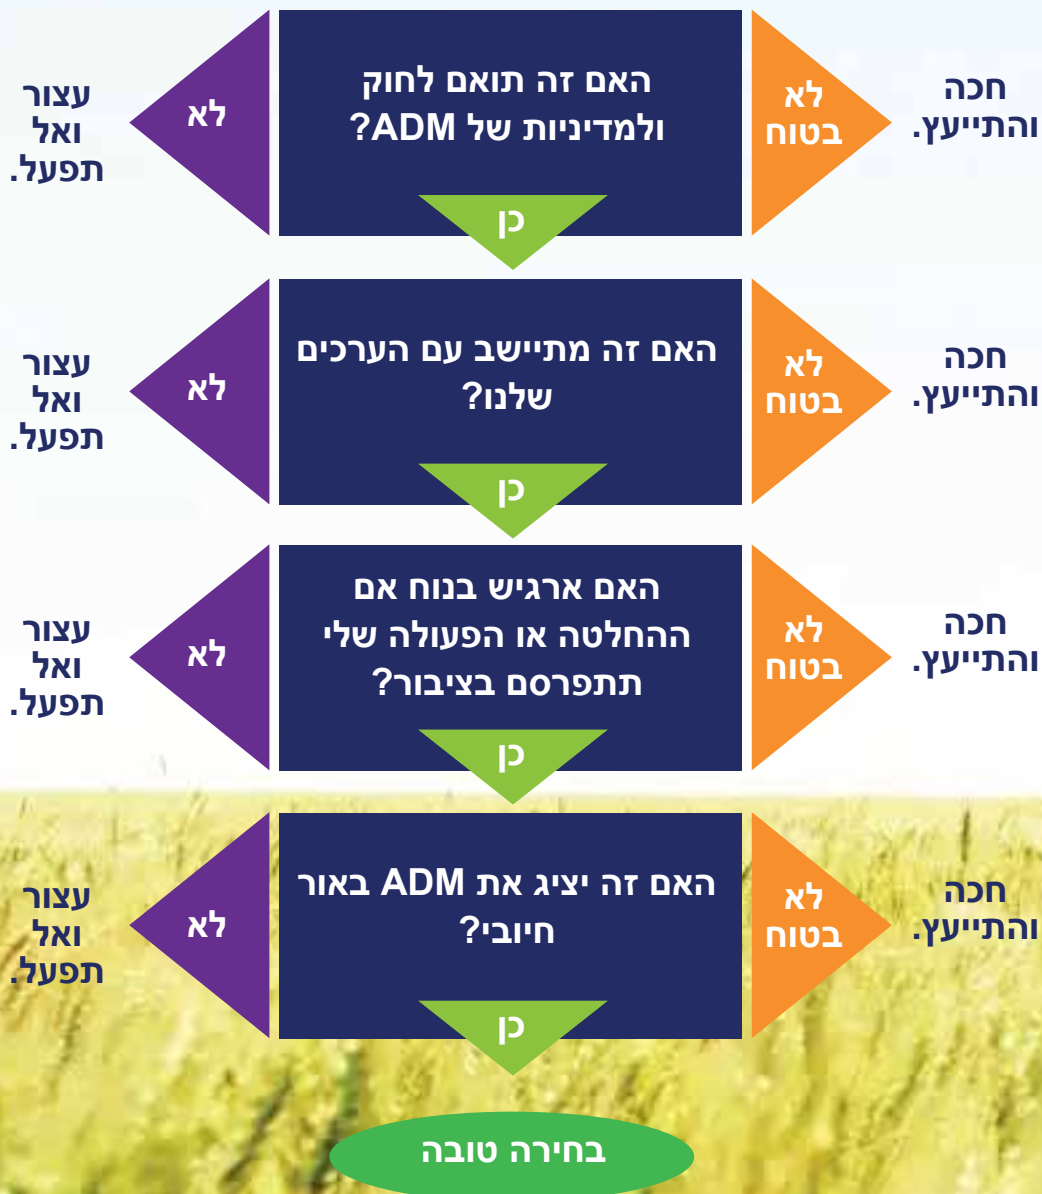 האם זה תואם לחוק
ולמדיניות של ADM?
לא
בטוח
חכה
והתייעץ.
לא
עצור
ואל
תפעל.
כן
האם זה מתיישב עם הערכים
שלנו?
לא
בטוח
חכה
והתייעץ.
לא
עצור
ואל
תפעל.
כן
האם ארגיש בנוח אם
ההחלטה או הפעולה שלי
תתפרסם בציבור?
לא
בטוח
חכה
והתייעץ.
לא
עצור
ואל
תפעל.
כן
האם זה יציג את ADM באור
חיובי?
לא
בטוח
חכה
והתייעץ.
לא
עצור
ואל
תפעל.
כן
בחירה טובה